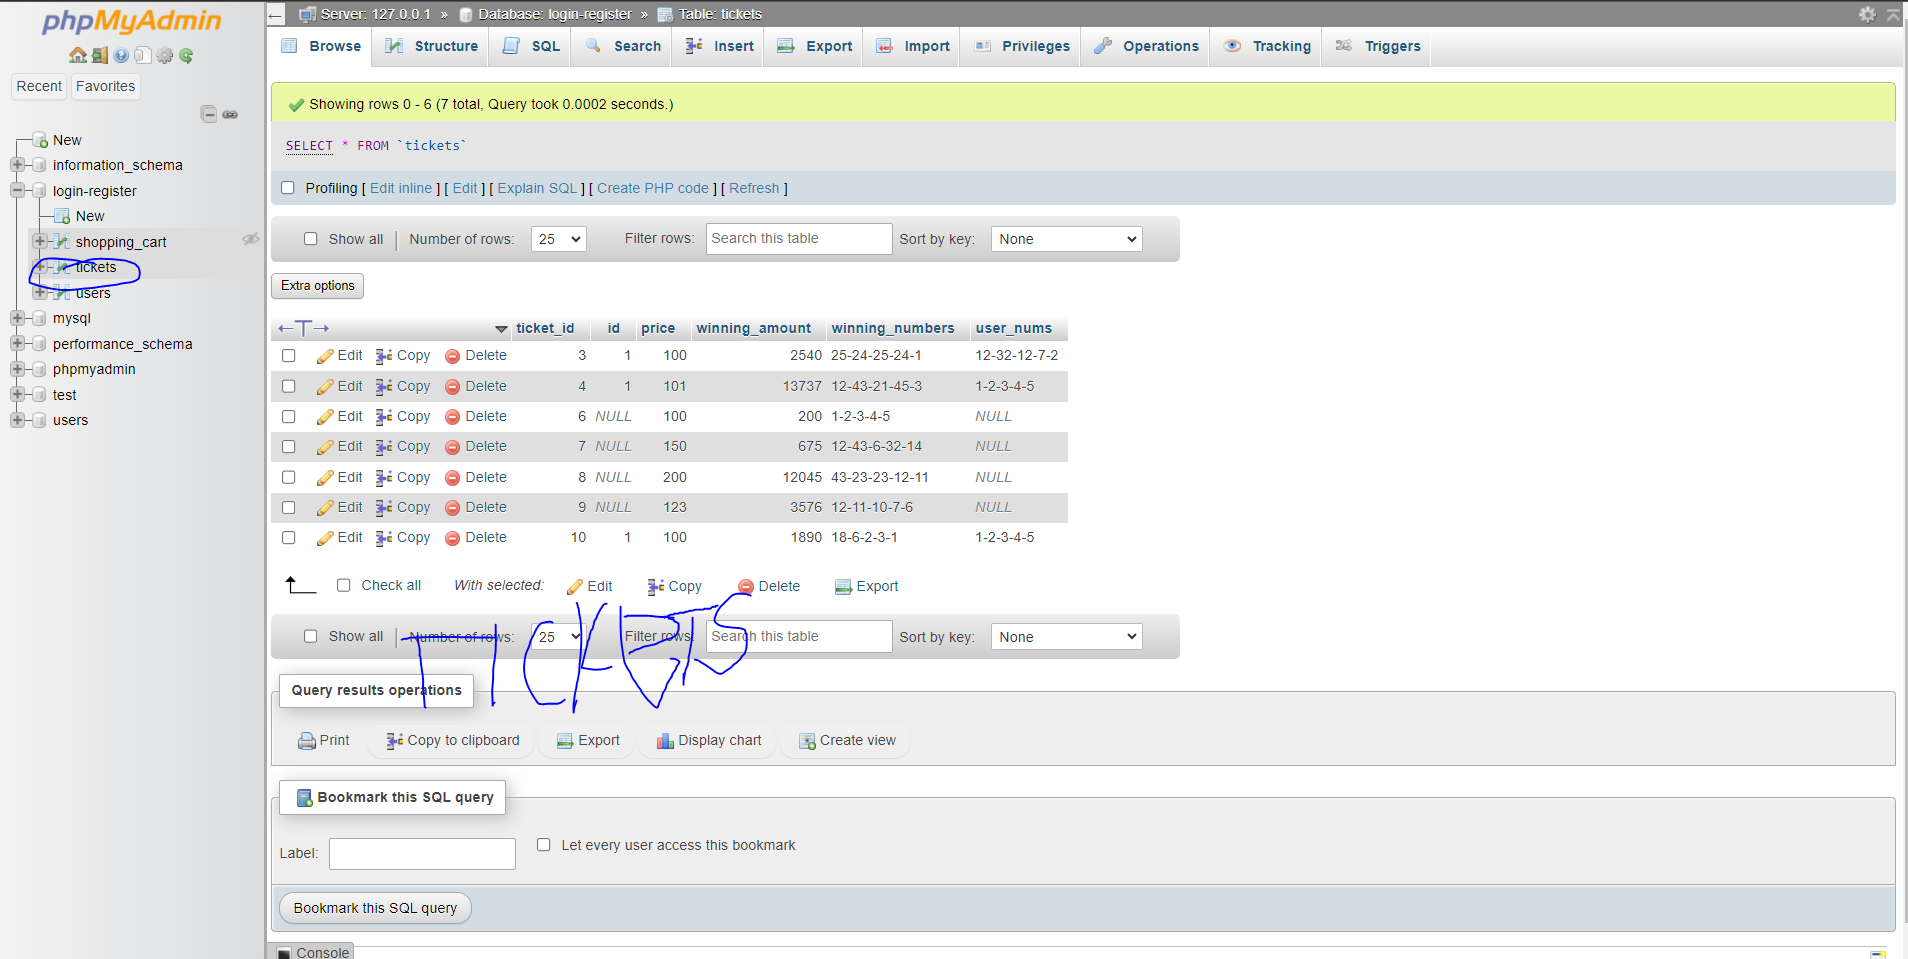 phpMyAdmin
Recent Favorites
New
information_schema
login-register
New
shopping_cart
tickets
users
mysql
performance_schema
phpmyadmin
test
users
Server: 127.0.0.1 » Database: login-register » Table: tickets
Browse Structure SQL Search Insert Export Import Privileges Operations Tracking Triggers
Showing rows 0 - 6 (7 total, Query took 0.0002 seconds.)
SELECT * FROM `tickets`
Profiling [ Edit inline ] [ Edit ] [ Explain SQL ] [ Create PHP code ] [ Refresh ]
Show all | Number of rows: 25 Filter rows: Search this table Sort by key: None
Extra options
ticket_id id price winning_amount winning_numbers user_nums
Edit Copy Delete 3 1 100 2540 25-24-25-24-1 12-32-12-7-2
Edit Copy Delete 4 1 101 13737 12-43-21-45-3 1-2-3-4-5
Edit Copy Delete 6 NULL 100 200 1-2-3-4-5 NULL
Edit Copy Delete 7 NULL 150 675 12-43-6-32-14 NULL
Edit Copy Delete 8 NULL 200 12045 43-23-23-12-11 NULL
Edit Copy Delete 9 NULL 123 3576 12-11-10-7-6 NULL
Edit Copy Delete 10 1 100 1890 18-6-2-3-1 1-2-3-4-5
Check all With selected: Edit Copy Delete Export
Show all | Number of rows: 25 Filter rows: Search this table Sort by key: None
TICKETS
Query results operations
Print Copy to clipboard Export Display chart Create view
Bookmark this SQL query
Label: Let every user access this bookmark
Bookmark this SQL query
Console